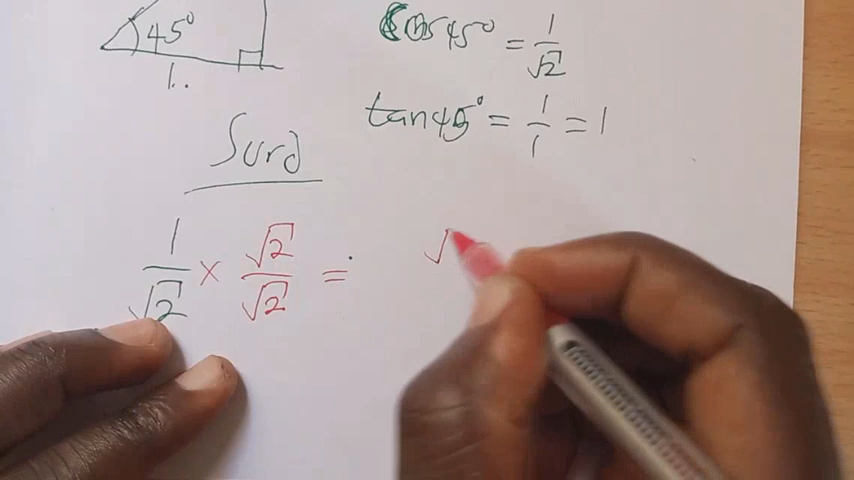 45° Cos45° = 1/√2
1.
tan45° = 1/1 = 1
Surd
1/√2 × √2/√2 = √